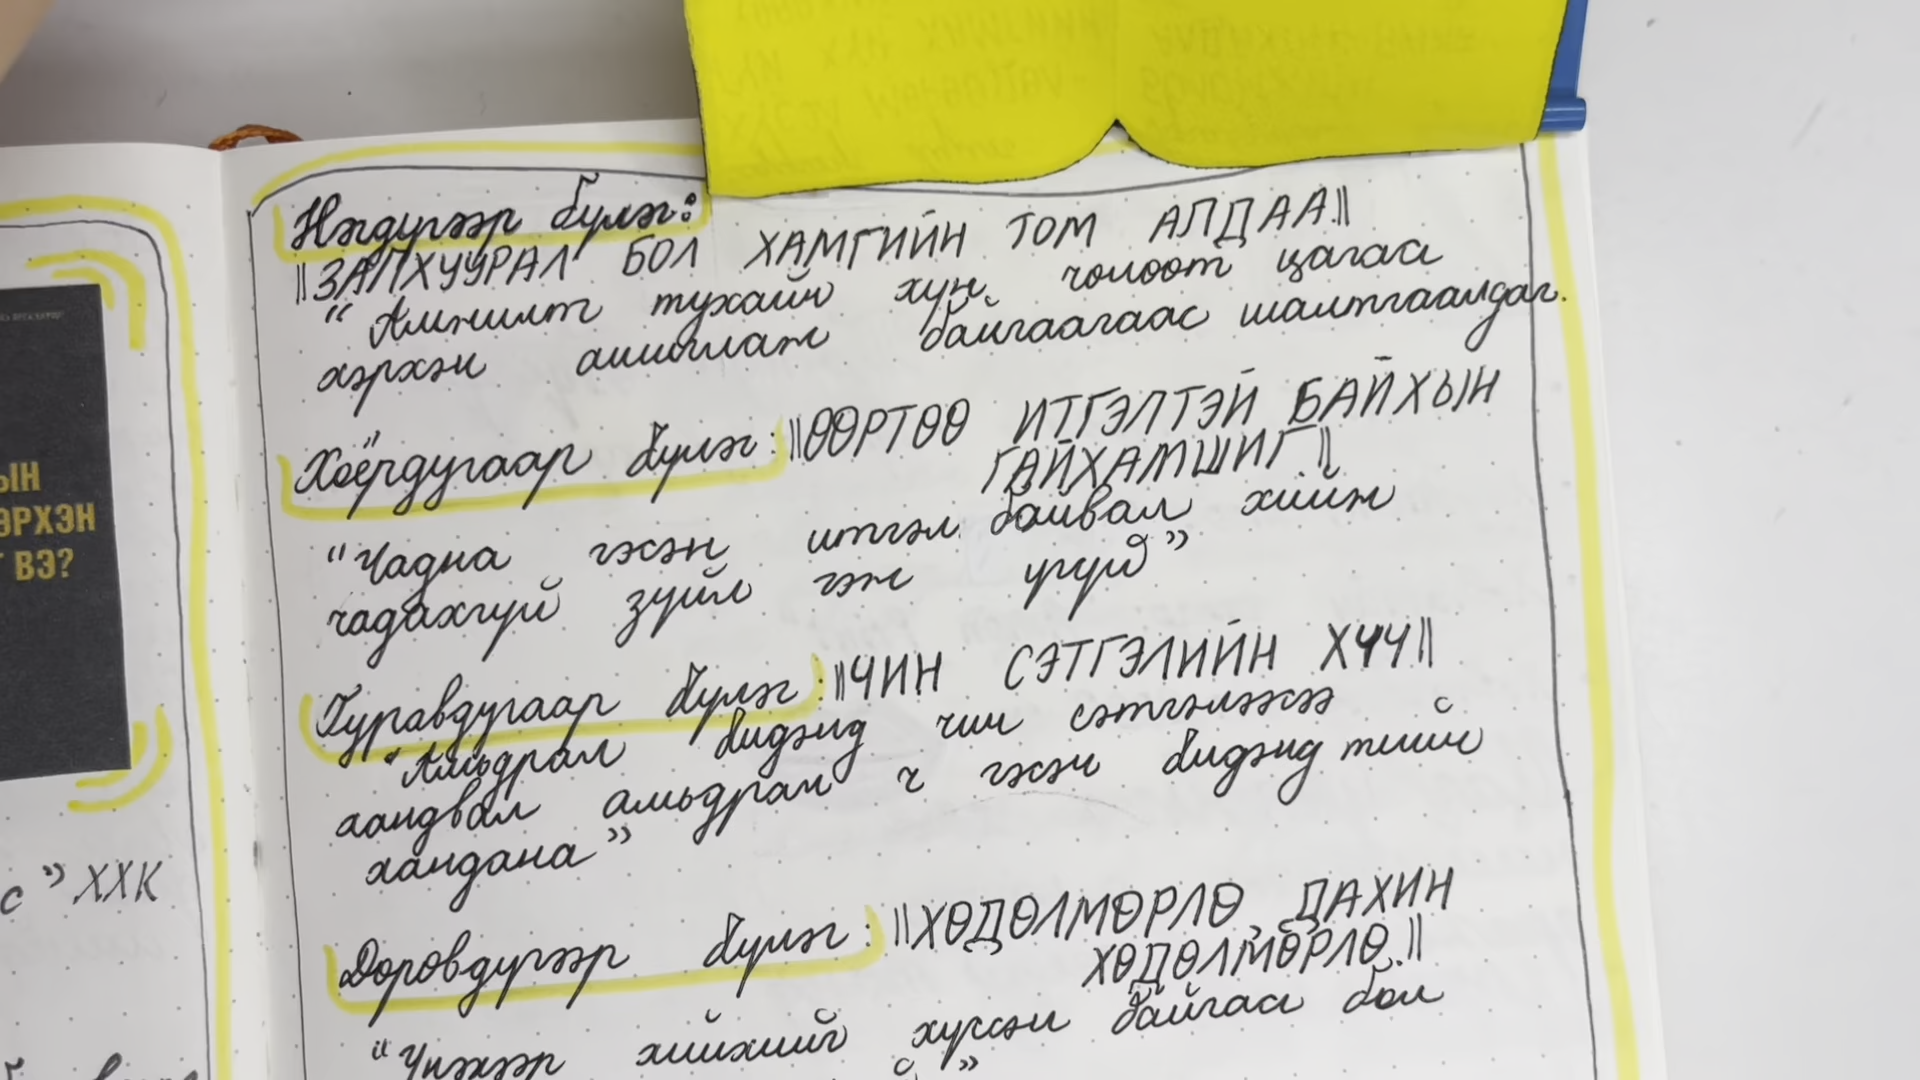 Нэгдүгээр бүлэг:
||ЗАЛХУУРАЛ БОЛ ХАМГИЙН ТОМ АЛДАА||
“Амжилт тухайн хүн чөлөөт цагаа
хэрхэн ашиглаж байгаагаас шалтгаалдаг.
Хоёрдугаар бүлэг: ||ӨӨРТӨӨ ИТГЭЛТЭЙ БАЙХЫН
ГАЙХАМШИГ.||
“Чадна гэсэн итгэл байвал хийж
чадахгүй зүйл гэж үгүй”
Гуравдугаар бүлэг: ||ЧИН СЭТГЭЛИЙН ХҮЧ||
“Амьдрал бидэнд чин сэтгэлээсээ
хандвал амьдрал ч гэсэн бидэнд тийм
хандана”
Дөрөвдүгээр бүлэг: ||ХӨДӨЛМӨРЛӨ, ДАХИН
ХӨДӨЛМӨРЛӨ.||
“Үнэхээр хийхийг хүссэн байгаа бол
ЫН
ЭРХЭН
ВЭ?
с” ХХК